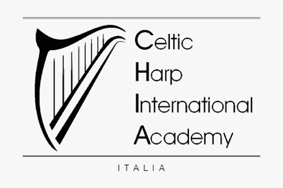 Celtic
Harp
International
Academy
ITALIA